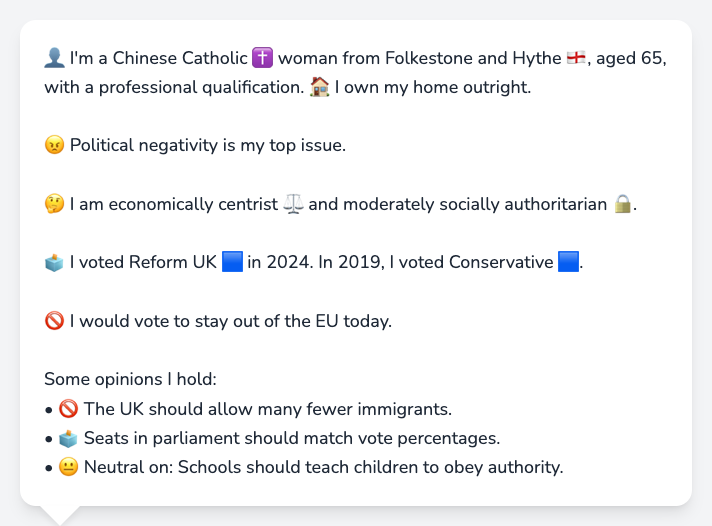 👤 I'm a Chinese Catholic ✝️ woman from Folkestone and Hythe 🏴󠁧󠁢󠁥󠁮󠁧󠁿, aged 65,
with a professional qualification. 🏠 I own my home outright.
😠 Political negativity is my top issue.
🤔 I am economically centrist ⚖️ and moderately socially authoritarian 🔒.
🗳️ I voted Reform UK 🟦 in 2024. In 2019, I voted Conservative 🟦.
🚫 I would vote to stay out of the EU today.
Some opinions I hold:
• 🚫 The UK should allow many fewer immigrants.
• 🗳️ Seats in parliament should match vote percentages.
• 😐 Neutral on: Schools should teach children to obey authority.